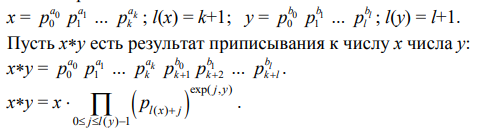 x = p₀^{a₀} p₁^{a₁} ... p_k^{a_k} ; l(x) = k+1; y = p₀^{b₀} p₁^{b₁} ... p_l^{b_l} ; l(y) = l+1.
Пусть x*y есть результат приписывания к числу x числа y:
x*y = p₀^{a₀} p₁^{a₁} ... p_k^{a_k} p_{k+1}^{b₀} p_{k+2}^{b₁} ... p_{k+l}^{b_l}.
x*y = x · ∏_{0≤j≤l(y)−1} (p_{l(x)+j})^{exp(j,y)} .